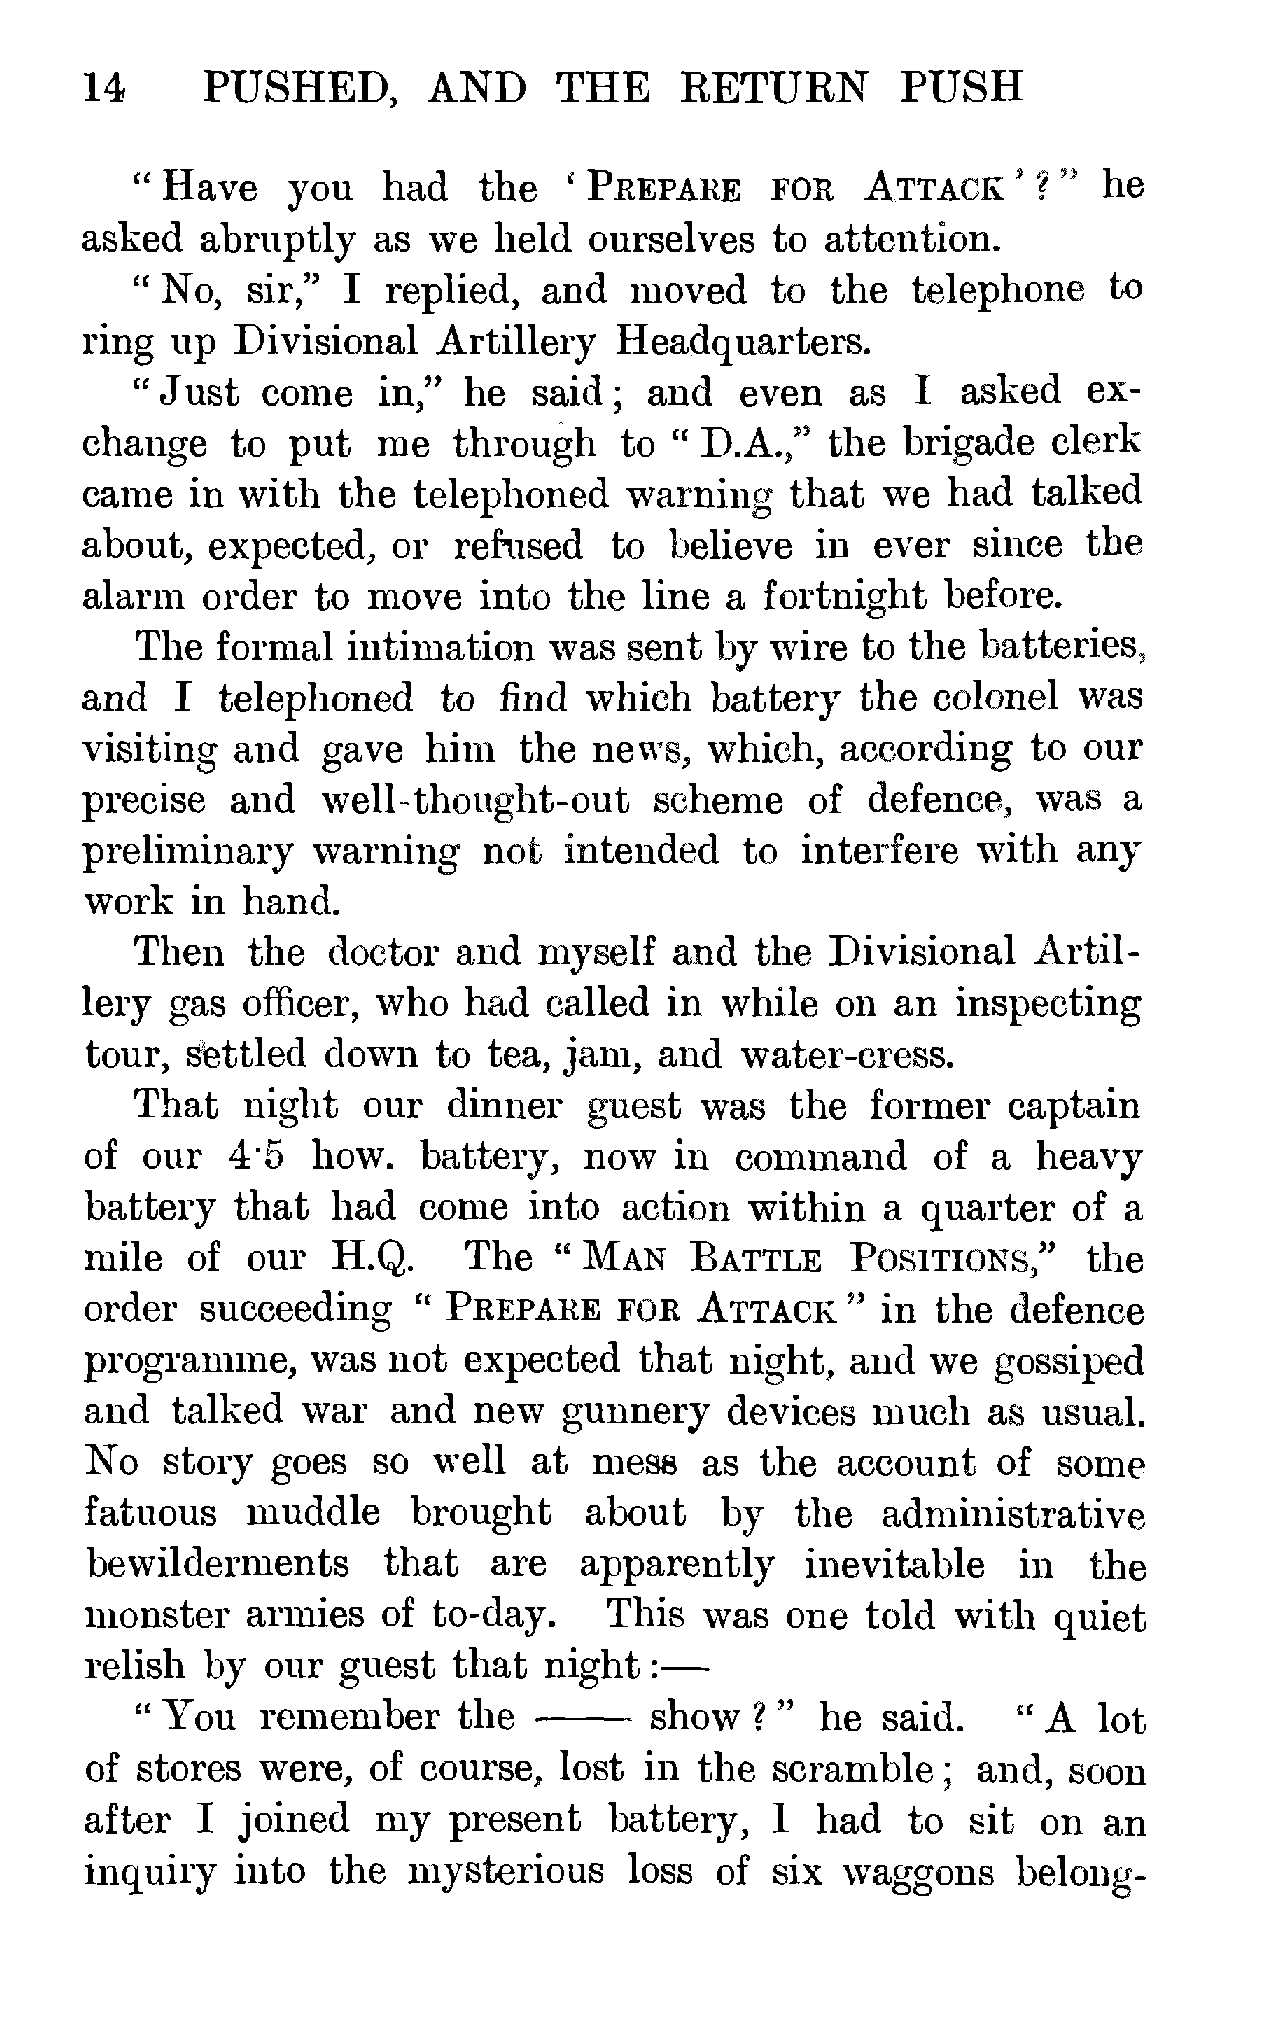 14 PUSHED, AND THE RETURN PUSH
“Have you had the ‘PREPARE FOR ATTACK’?” he
asked abruptly as we held ourselves to attention.
“No, sir,” I replied, and moved to the telephone to
ring up Divisional Artillery Headquarters.
“Just come in,” he said; and even as I asked ex-
change to put me through to “D.A.,” the brigade clerk
came in with the telephoned warning that we had talked
about, expected, or refused to believe in ever since the
alarm order to move into the line a fortnight before.
The formal intimation was sent by wire to the batteries,
and I telephoned to find which battery the colonel was
visiting and gave him the news, which, according to our
precise and well-thought-out scheme of defence, was a
preliminary warning not intended to interfere with any
work in hand.
Then the doctor and myself and the Divisional Artil-
lery gas officer, who had called in while on an inspecting
tour, settled down to tea, jam, and water-cress.
That night our dinner guest was the former captain
of our 4·5 how. battery, now in command of a heavy
battery that had come into action within a quarter of a
mile of our H.Q. The “MAN BATTLE POSITIONS,” the
order succeeding “PREPARE FOR ATTACK” in the defence
programme, was not expected that night, and we gossiped
and talked war and new gunnery devices much as usual.
No story goes so well at mess as the account of some
fatuous muddle brought about by the administrative
bewilderments that are apparently inevitable in the
monster armies of to-day. This was one told with quiet
relish by our guest that night:—
“You remember the —— show?” he said. “A lot
of stores were, of course, lost in the scramble; and, soon
after I joined my present battery, I had to sit on an
inquiry into the mysterious loss of six waggons belong-